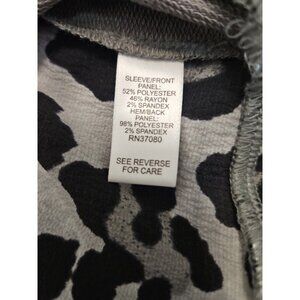 SLEEVE/FRONT
PANEL:
52% POLYESTER
46% RAYON
2% SPANDEX
HEM/BACK
PANEL:
98% POLYESTER
2% SPANDEX
RN37080
SEE REVERSE
FOR CARE